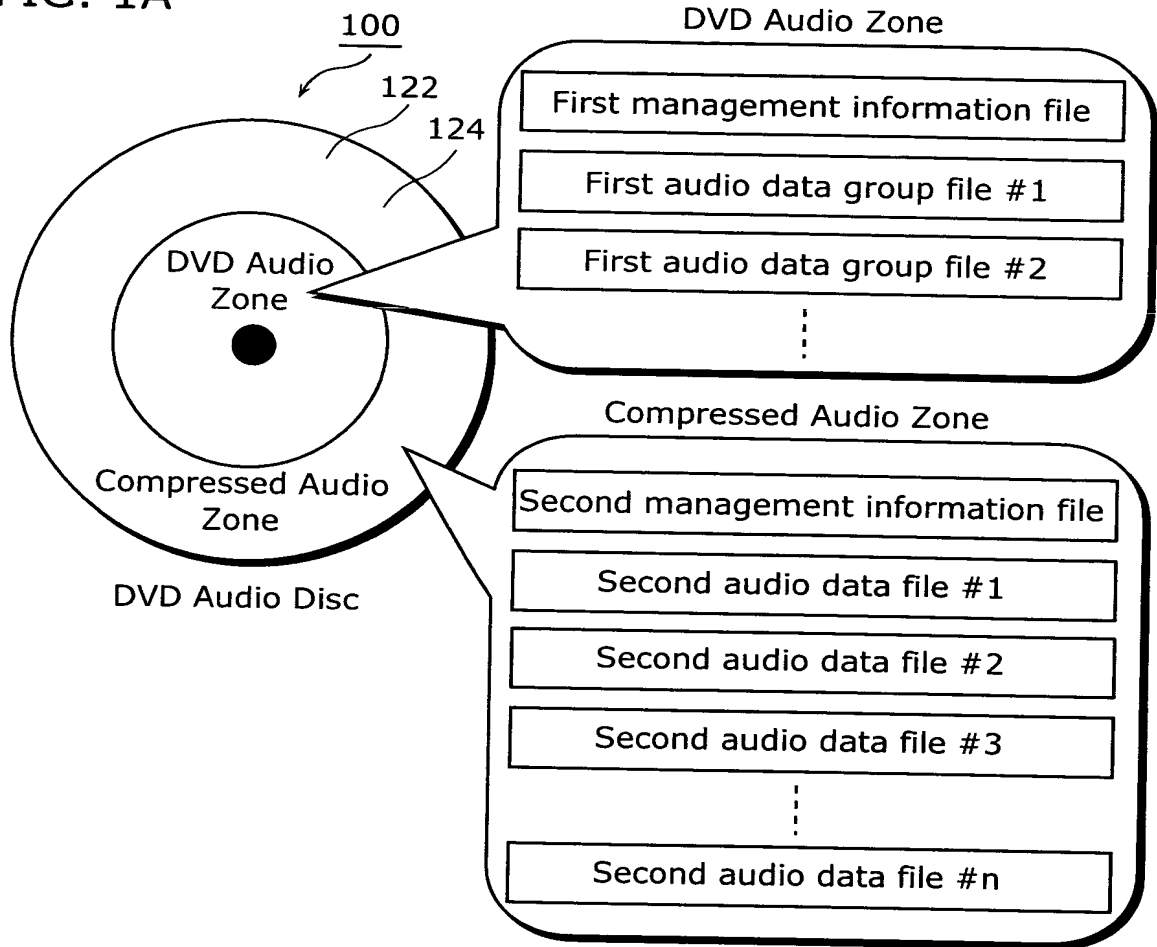 FIG. 1A
100
122
124
DVD Audio
Zone
Compressed Audio
Zone
DVD Audio Disc
DVD Audio Zone
First management information file
First audio data group file #1
First audio data group file #2
Compressed Audio Zone
Second management information file
Second audio data file #1
Second audio data file #2
Second audio data file #3
Second audio data file #n